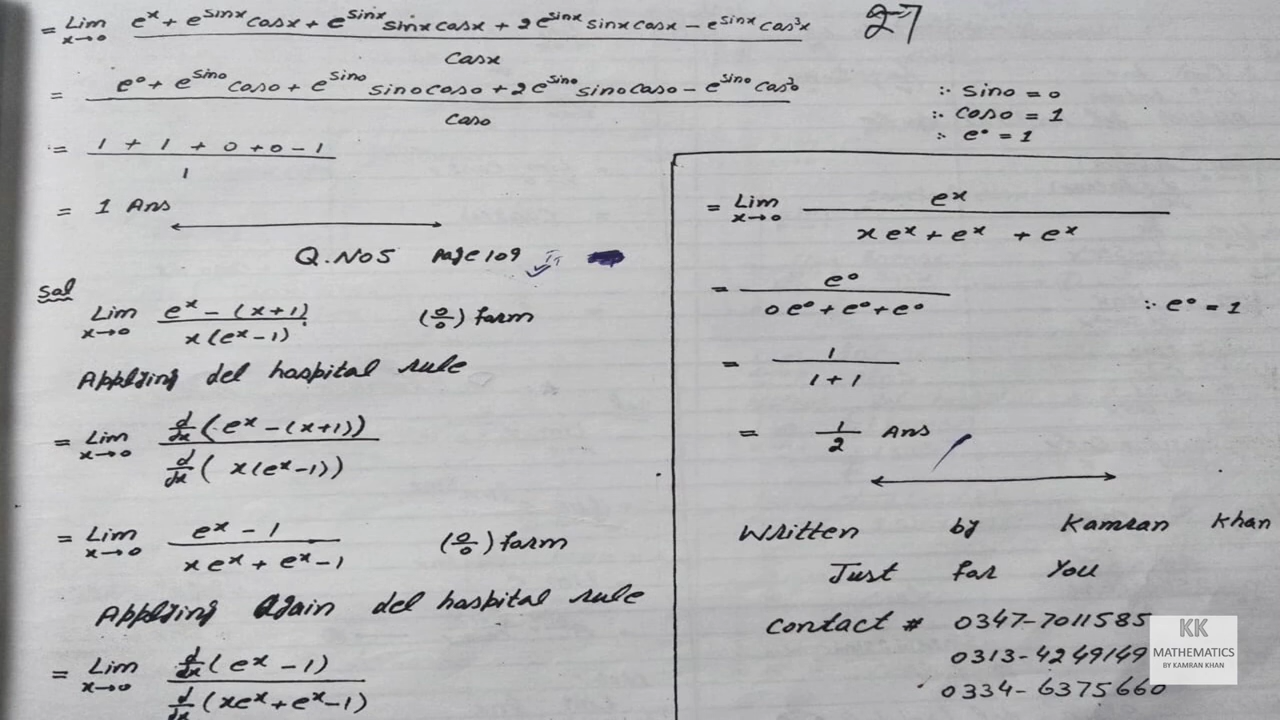 = Lim x→0 (e^x + e^sinx cosx + e^sinx sinx cosx + 2e^sinx sinx cosx − e^sinx cos³x) / cosx
27
= (e^0 + e^sin0 cos0 + e^sin0 sin0 cos0 + 2e^sin0 sin0 cos0 − e^sin0 cos³0) / cos0
∵ sin0 = 0
∵ cos0 = 1
∵ e^0 = 1
= (1 + 1 + 0 + 0 − 1) / 1
= 1 Ans
Q.No5 Page 109
Sol
Lim x→0 (e^x − (x+1)) / (x(e^x−1)) (0/0) form
Applying del hospital rule
= Lim x→0 d/dx (e^x − (x+1)) / d/dx (x(e^x−1))
= Lim x→0 (e^x − 1) / (xe^x + e^x − 1) (0/0) form
Applying Again del hospital rule
= Lim x→0 d/dx (e^x − 1) / d/dx (xe^x + e^x − 1)
= Lim x→0 e^x / (xe^x + e^x + e^x)
= e^0 / (0e^0 + e^0 + e^0) ∵ e^0 = 1
= 1 / (1 + 1)
= 1/2 Ans
Written by Kamran Khan
Just for You
Contact # 0347-7011585
0313-4249149
0334-6375660
KK
MATHEMATICS
BY KAMRAN KHAN